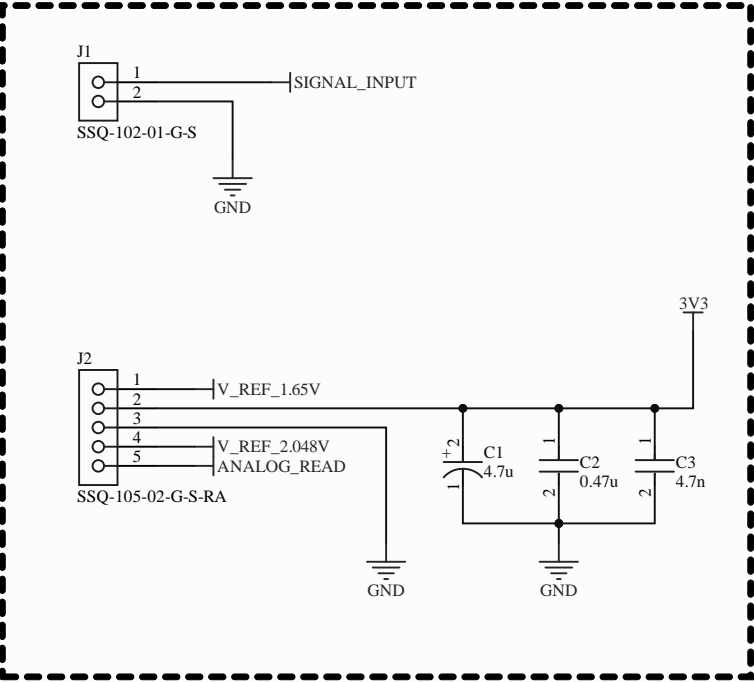 J1
1
SIGNAL_INPUT
2
SSQ-102-01-G-S
GND
3V3
J2
1
V_REF_1.65V
2
3
4
V_REF_2.048V
5
ANALOG_READ
SSQ-105-02-G-S-RA
+ 2
C1
4.7u
1
1
C2
0.47u
2
1
C3
4.7n
2
GND
GND